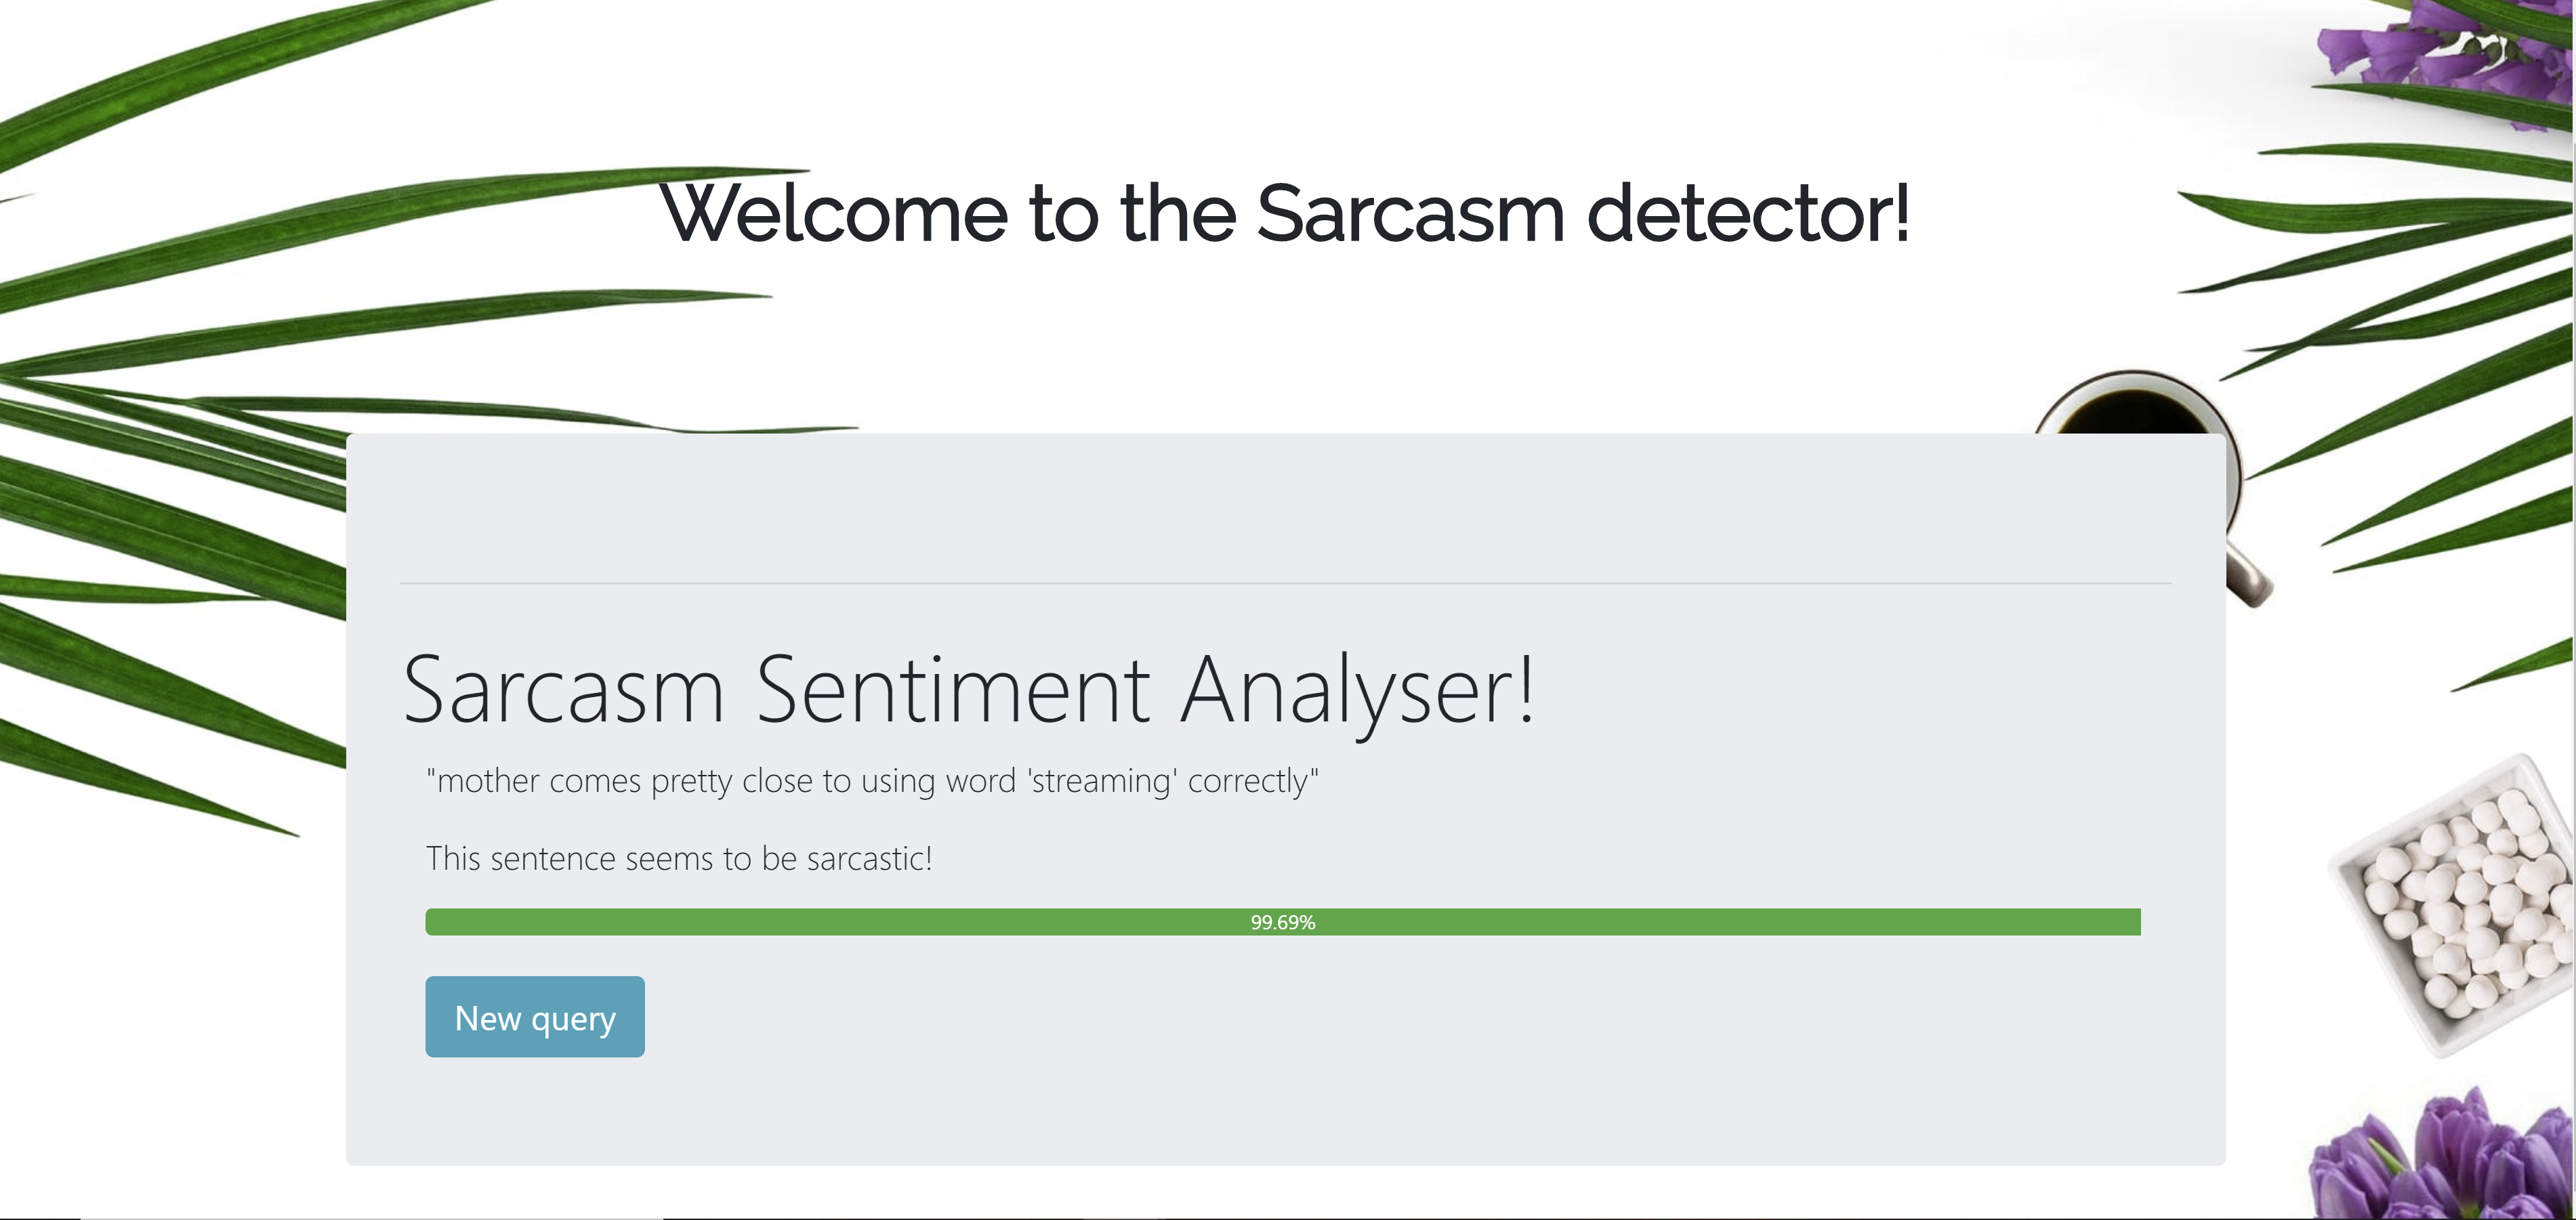 Welcome to the Sarcasm detector!
Sarcasm Sentiment Analyser!
"mother comes pretty close to using word 'streaming' correctly"
This sentence seems to be sarcastic!
99.69%
New query